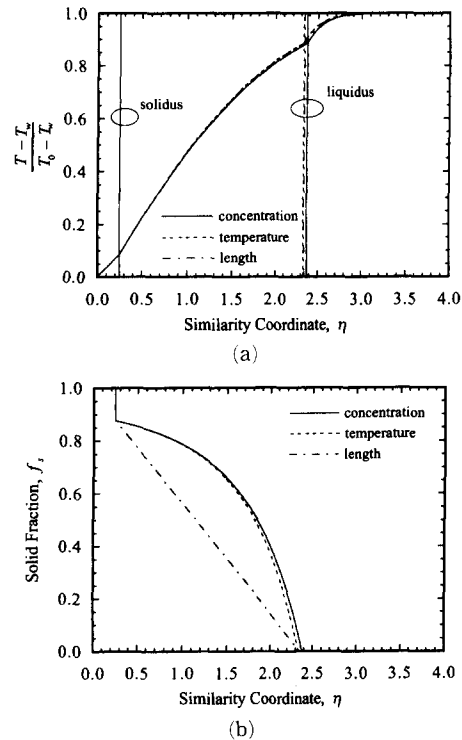 1.0
0.8
0.6
0.4
0.2
0.0
T − T_w
T_0 − T_w
solidus
liquidus
concentration
temperature
length
0.0 0.5 1.0 1.5 2.0 2.5 3.0 3.5 4.0
Similarity Coordinate, η
(a)
1.0
0.8
0.6
0.4
0.2
0.0
Solid Fraction, f_s
concentration
temperature
length
0.0 0.5 1.0 1.5 2.0 2.5 3.0 3.5 4.0
Similarity Coordinate, η
(b)